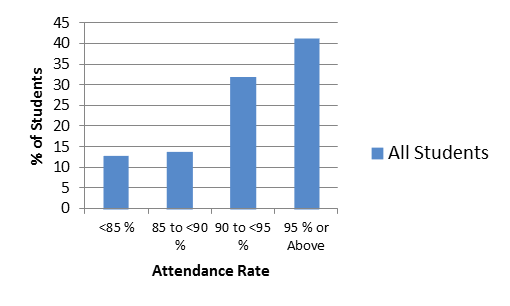 45
40
35
30
25
20
15
10
5
0
% of Students
<85 %
85 to <90
%
90 to <95
%
95 % or
Above
Attendance Rate
All Students